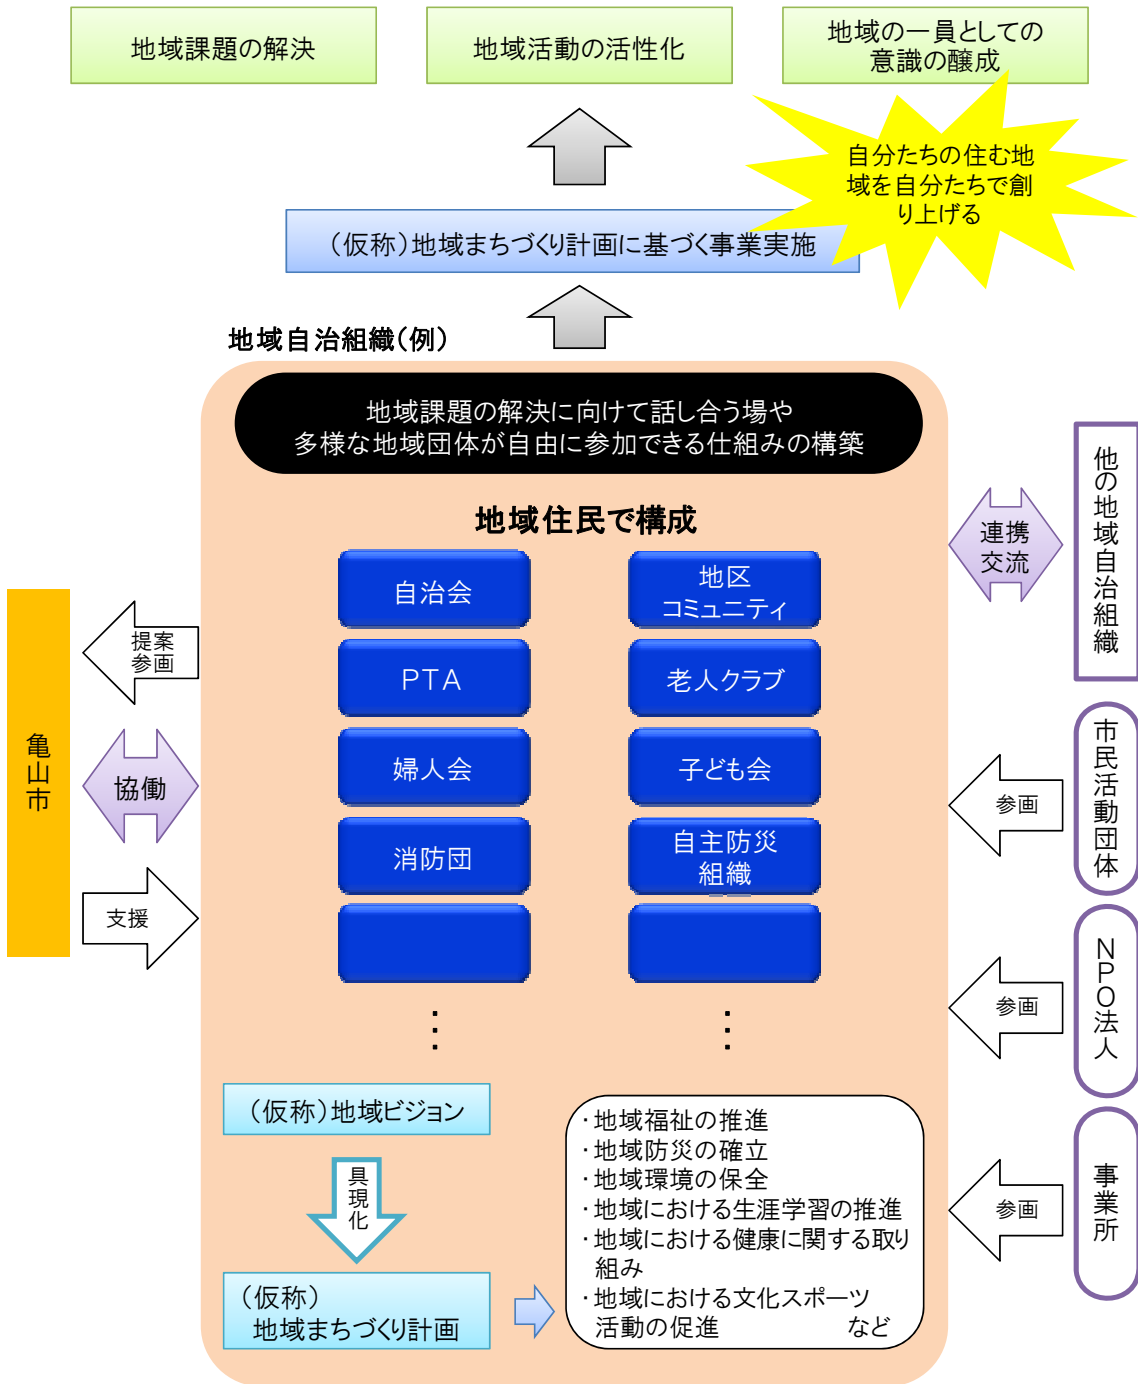 地域課題の解決
地域活動の活性化
地域の一員としての
意識の醸成
自分たちの住む地
域を自分たちで創
り上げる
（仮称）地域まちづくり計画に基づく事業実施
地域自治組織（例）
地域課題の解決に向けて話し合う場や
多様な地域団体が自由に参加できる仕組みの構築
地域住民で構成
自治会
地区
コミュニティ
PTA
老人クラブ
婦人会
子ども会
消防団
自主防災
組織
⋮
⋮
亀山市
提案
参画
協働
支援
連携
交流
他の地域自治組織
参画
市民活動団体
参画
NPO法人
参画
事業所
（仮称）地域ビジョン
具現化
（仮称）
地域まちづくり計画
・地域福祉の推進
・地域防災の確立
・地域環境の保全
・地域における生涯学習の推進
・地域における健康に関する取り
組み
・地域における文化スポーツ
活動の促進　　　　　など